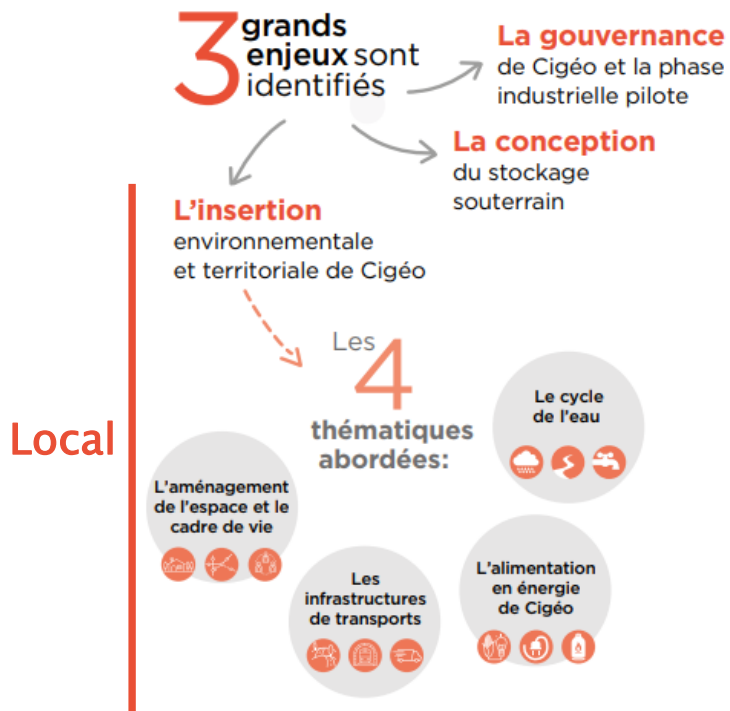 3 grands
enjeux sont
identifiés
La gouvernance
de Cigéo et la phase
industrielle pilote
La conception
du stockage
souterrain
L'insertion
environnementale
et territoriale de Cigéo
Local
Les
4
thématiques
abordées:
Le cycle
de l'eau
L'aménagement
de l'espace et le
cadre de vie
Les
infrastructures
de transports
L'alimentation
en énergie
de Cigéo